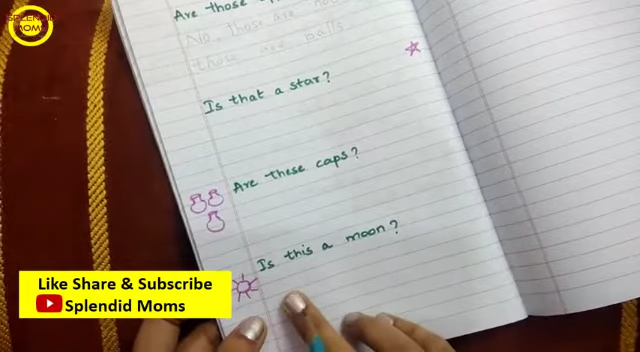 SPLENDID
MOMS
Are those
No, those are not
those are balls.
Is that a star?
Are these caps?
Is this a moon?
Like Share & Subscribe
Splendid Moms